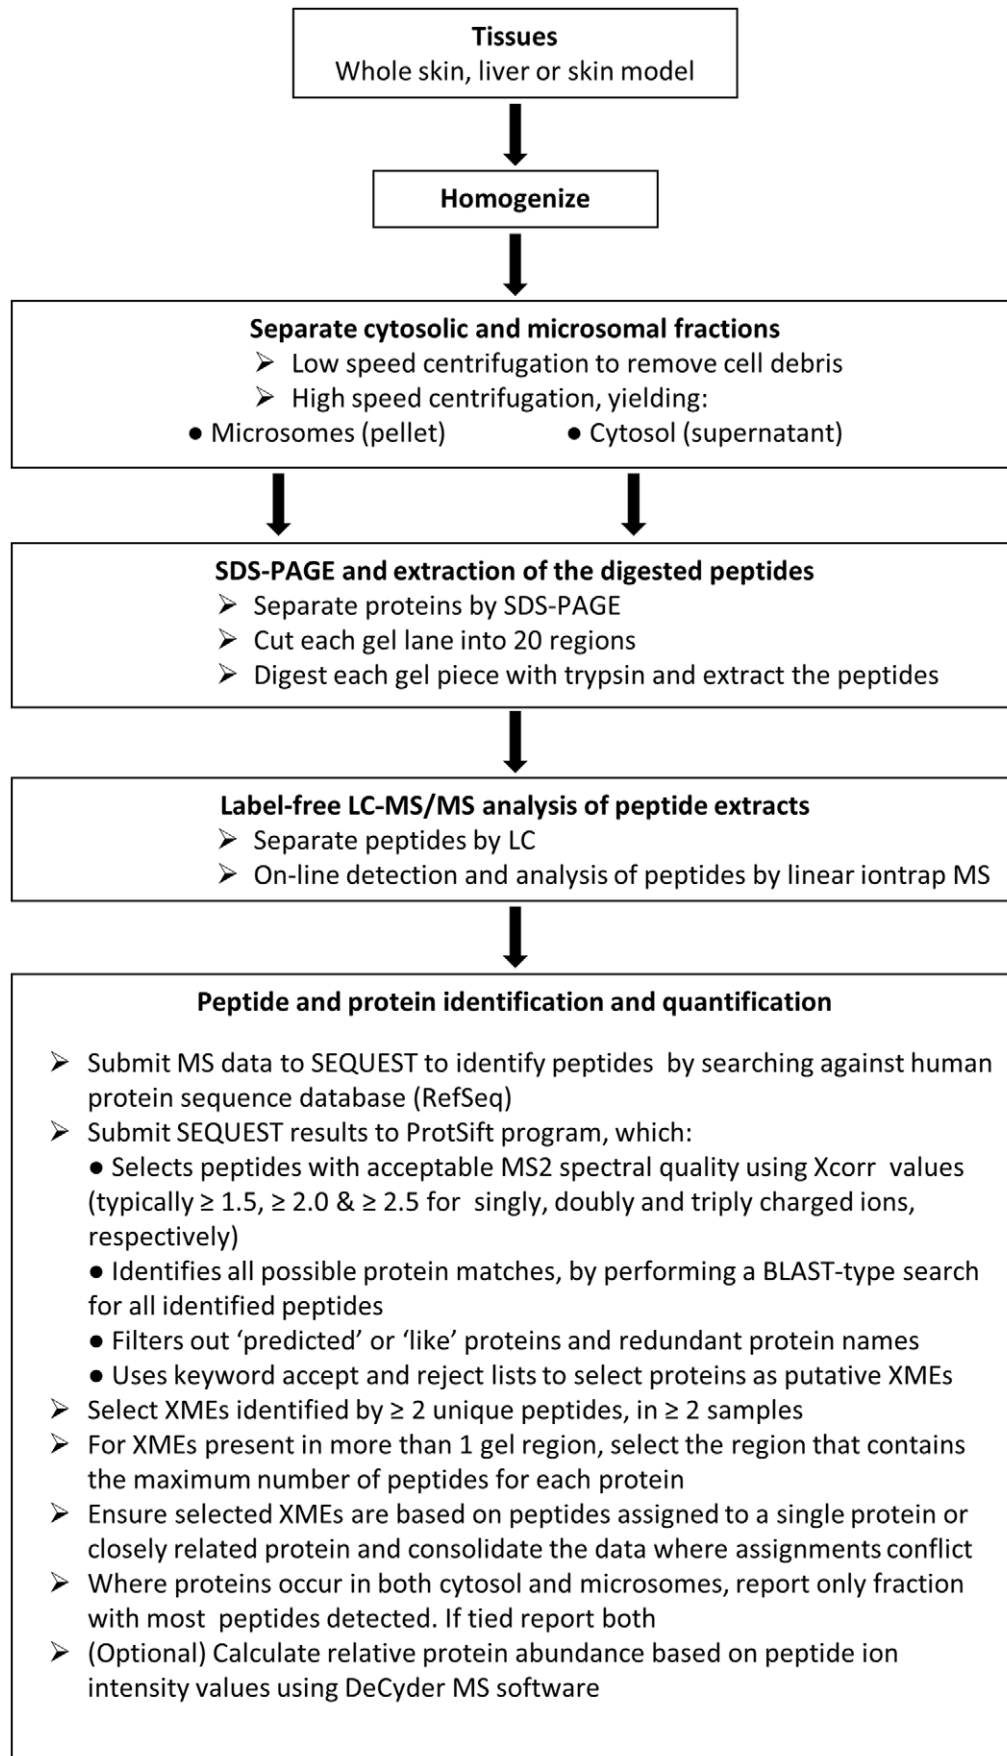 Tissues
Whole skin, liver or skin model
Homogenize
Separate cytosolic and microsomal fractions
➢ Low speed centrifugation to remove cell debris
➢ High speed centrifugation, yielding:
● Microsomes (pellet) ● Cytosol (supernatant)
SDS-PAGE and extraction of the digested peptides
➢ Separate proteins by SDS-PAGE
➢ Cut each gel lane into 20 regions
➢ Digest each gel piece with trypsin and extract the peptides
Label-free LC-MS/MS analysis of peptide extracts
➢ Separate peptides by LC
➢ On-line detection and analysis of peptides by linear iontrap MS
Peptide and protein identification and quantification
➢ Submit MS data to SEQUEST to identify peptides by searching against human
protein sequence database (RefSeq)
➢ Submit SEQUEST results to ProtSift program, which:
● Selects peptides with acceptable MS2 spectral quality using Xcorr values
(typically ≥ 1.5, ≥ 2.0 & ≥ 2.5 for singly, doubly and triply charged ions,
respectively)
● Identifies all possible protein matches, by performing a BLAST-type search
for all identified peptides
● Filters out ‘predicted’ or ‘like’ proteins and redundant protein names
● Uses keyword accept and reject lists to select proteins as putative XMEs
➢ Select XMEs identified by ≥ 2 unique peptides, in ≥ 2 samples
➢ For XMEs present in more than 1 gel region, select the region that contains
the maximum number of peptides for each protein
➢ Ensure selected XMEs are based on peptides assigned to a single protein or
closely related protein and consolidate the data where assignments conflict
➢ Where proteins occur in both cytosol and microsomes, report only fraction
with most peptides detected. If tied report both
➢ (Optional) Calculate relative protein abundance based on peptide ion
intensity values using DeCyder MS software